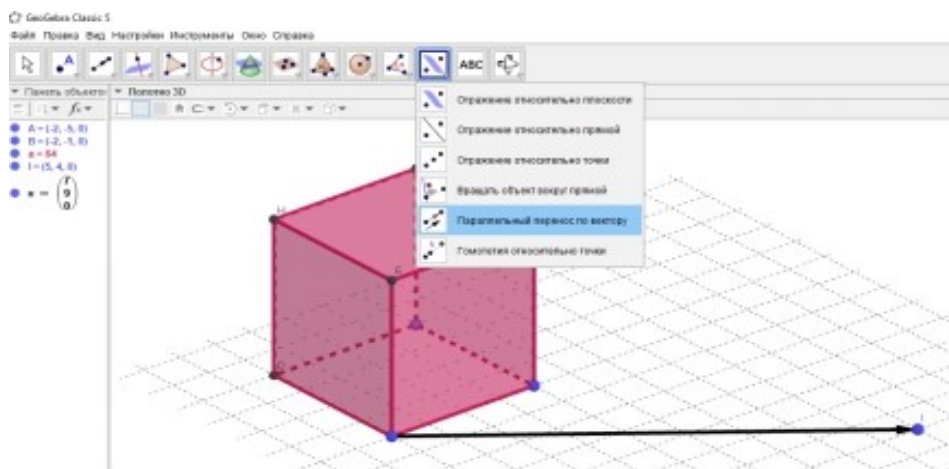 GeoGebra Classic 5
Файл Правка Вид Настройки Инструменты Окно Справка
ABC
Панель объекто
Полотно 3D
A = (-2, -5, 0)
B = (-2, -1, 0)
a = 64
I = (5, 4, 0)
Отражение относительно плоскости
Отражение относительно прямой
Отражение относительно точки
Вращать объект вокруг прямой
Параллельный перенос по вектору
Гомотетия относительно точки
H
E
I